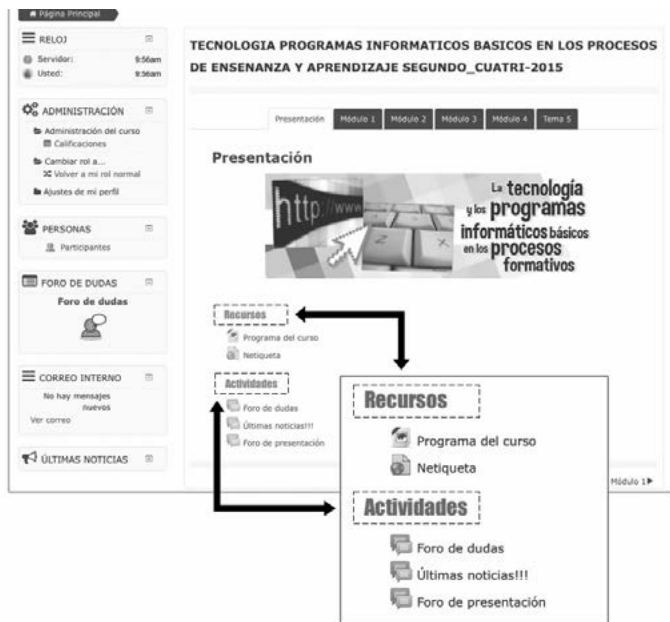 Página Principal
RELOJ
Servidor: 9:56am
Usted: 9:56am
ADMINISTRACIÓN
Administración del curso
Calificaciones
Cambiar rol a...
Volver a mi rol normal
Ajustes de mi perfil
PERSONAS
Participantes
FORO DE DUDAS
Foro de dudas
CORREO INTERNO
No hay mensajes
nuevos
Ver correo
ÚLTIMAS NOTICIAS
TECNOLOGIA PROGRAMAS INFORMATICOS BASICOS EN LOS PROCESOS
DE ENSENANZA Y APRENDIZAJE SEGUNDO_CUATRI-2015
Presentación Módulo 1 Módulo 2 Módulo 3 Módulo 4 Tema 5
Presentación
http://www
Z X
La tecnología
y los programas
informáticos básicos
en los procesos
formativos
Recursos
Programa del curso
Netiqueta
Actividades
Foro de dudas
Últimas noticias!!!
Foro de presentación
Módulo 1
Recursos
Programa del curso
Netiqueta
Actividades
Foro de dudas
Últimas noticias!!!
Foro de presentación